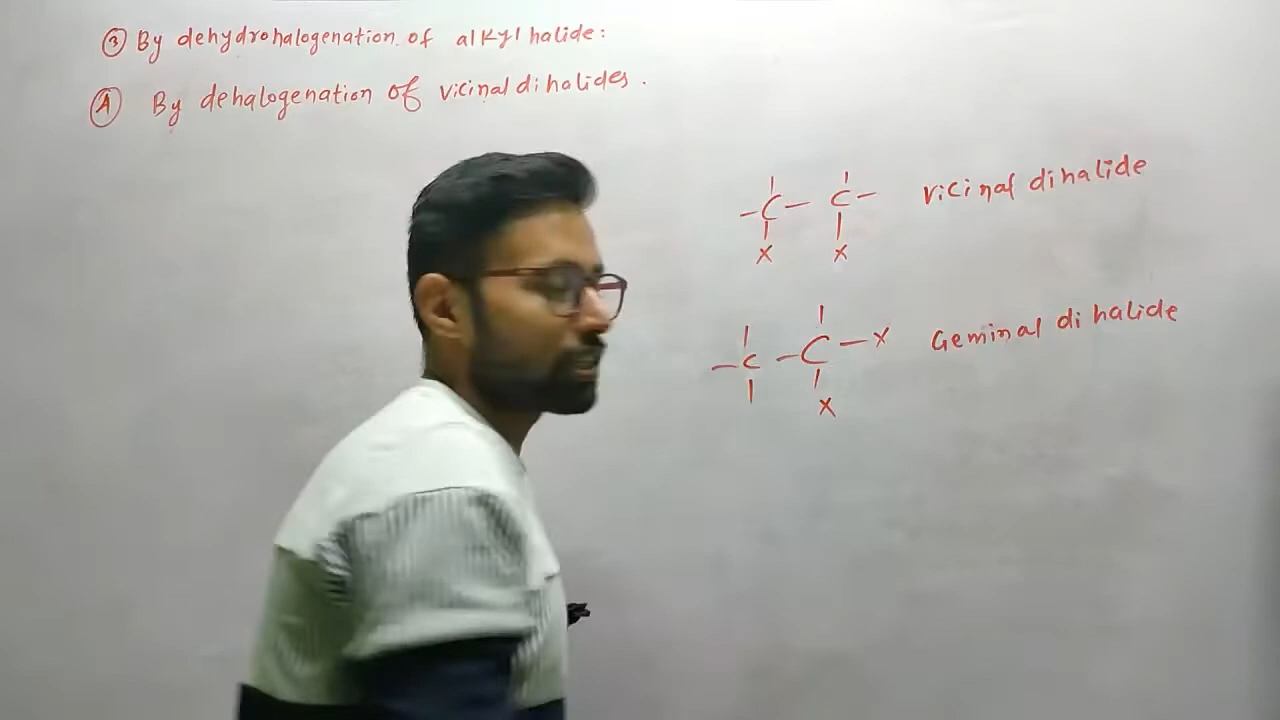 ③ By dehydrohalogenation of alkyl halide:
④ By dehalogenation of vicinal dihalides.
-C-C- vicinal dihalide
X X
-C-C-X Geminal di halide
X